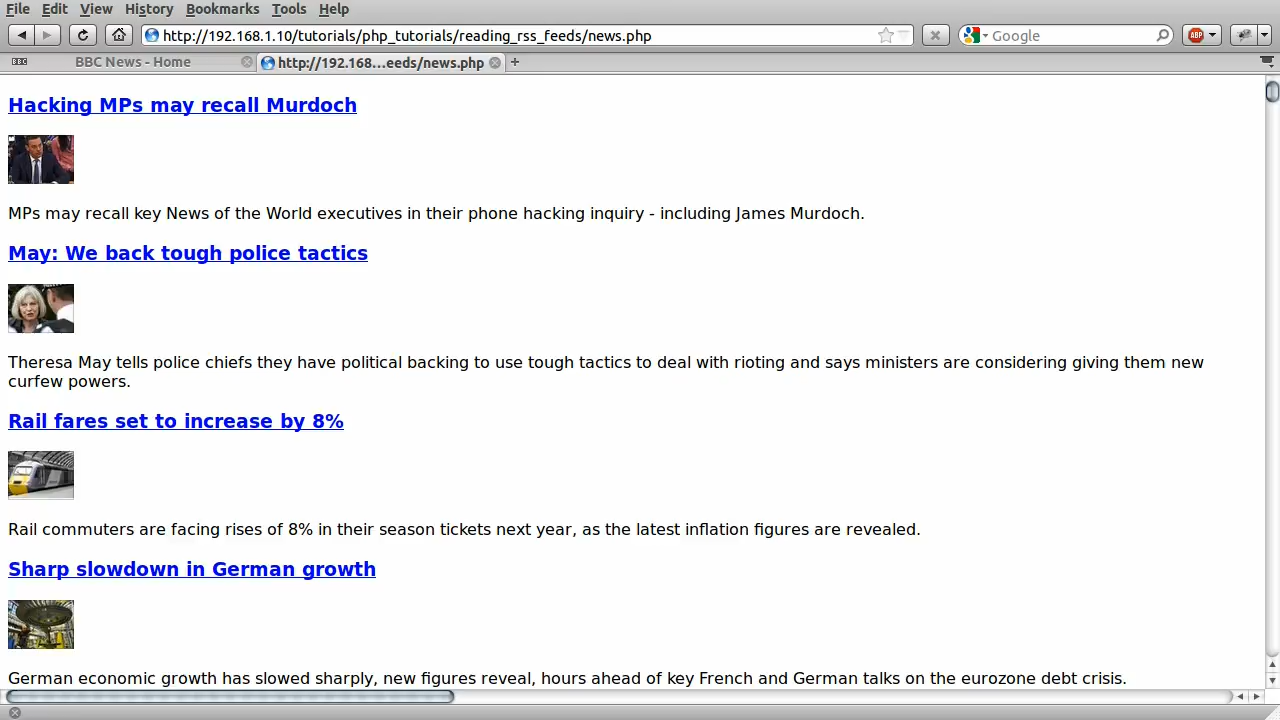 File Edit View History Bookmarks Tools Help
http://192.168.1.10/tutorials/php_tutorials/reading_rss_feeds/news.php
Google
ABP
BBC
BBC News - Home
http://192.168...eeds/news.php
Hacking MPs may recall Murdoch
MPs may recall key News of the World executives in their phone hacking inquiry - including James Murdoch.
May: We back tough police tactics
Theresa May tells police chiefs they have political backing to use tough tactics to deal with rioting and says ministers are considering giving them new
curfew powers.
Rail fares set to increase by 8%
Rail commuters are facing rises of 8% in their season tickets next year, as the latest inflation figures are revealed.
Sharp slowdown in German growth
German economic growth has slowed sharply, new figures reveal, hours ahead of key French and German talks on the eurozone debt crisis.